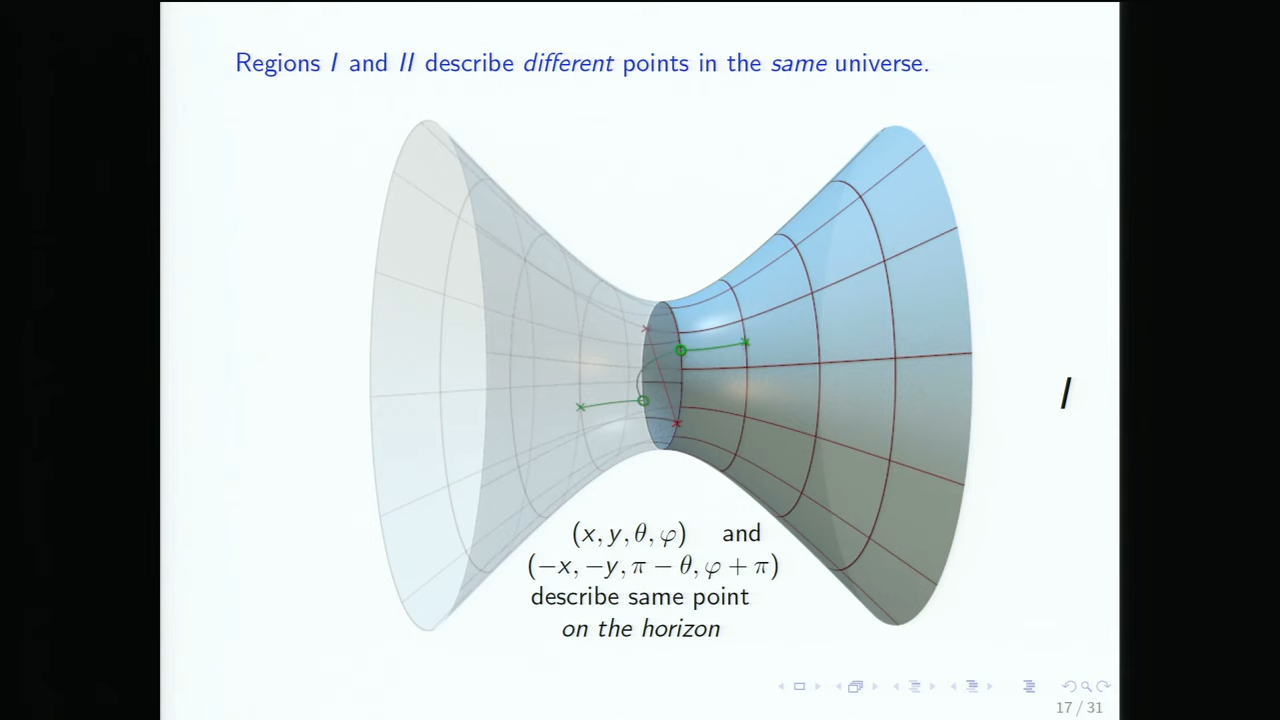 Regions I and II describe different points in the same universe.
I
(x, y, θ, φ) and
(−x, −y, π − θ, φ + π)
describe same point
on the horizon
17 / 31